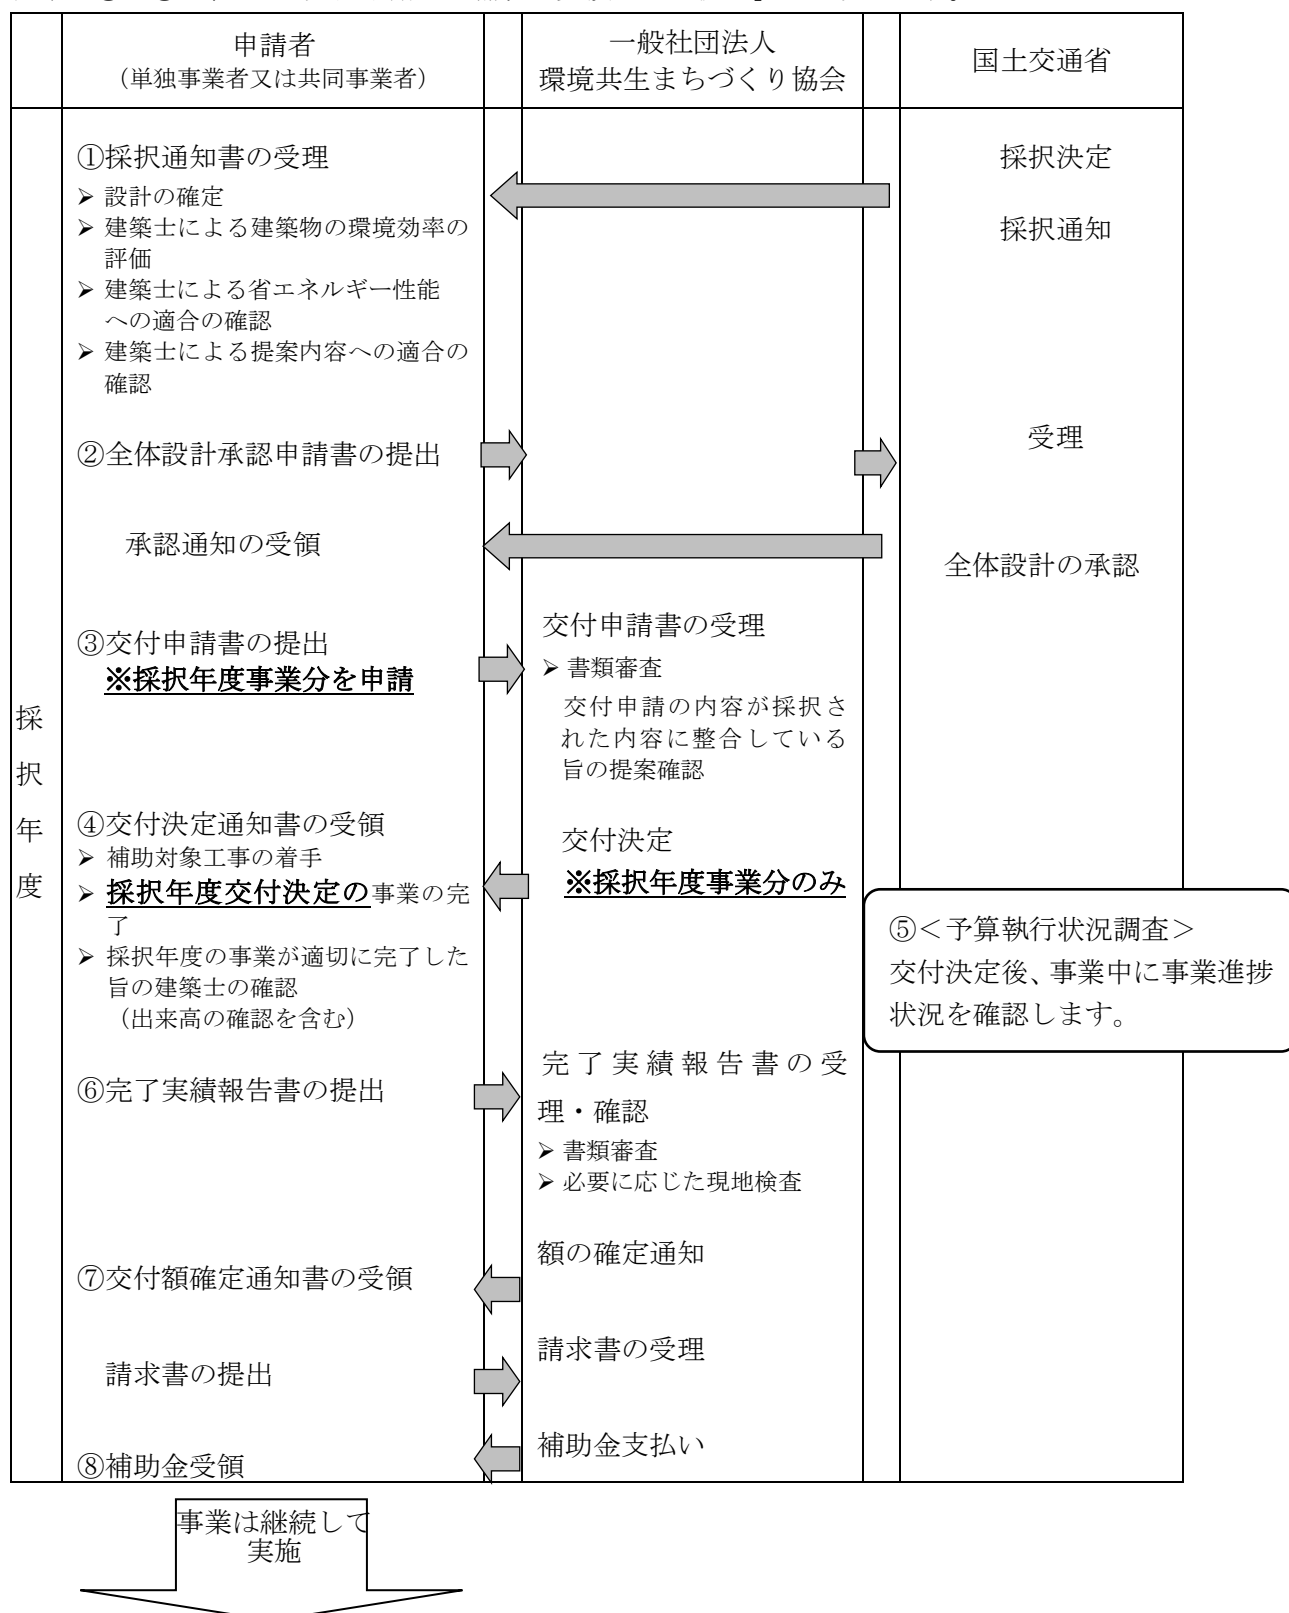 申請者
（単独事業者又は共同事業者）
一般社団法人
環境共生まちづくり協会
国土交通省
採択年度
①採択通知書の受理
➢ 設計の確定
➢ 建築士による建築物の環境効率の
評価
➢ 建築士による省エネルギー性能
への適合の確認
➢ 建築士による提案内容への適合の
確認
採択決定
採択通知
②全体設計承認申請書の提出
受理
承認通知の受領
全体設計の承認
③交付申請書の提出
※採択年度事業分を申請
交付申請書の受理
➢ 書類審査
交付申請の内容が採択さ
れた内容に整合している
旨の提案確認
④交付決定通知書の受領
➢ 補助対象工事の着手
➢ 採択年度交付決定の事業の完
了
➢ 採択年度の事業が適切に完了した
旨の建築士の確認
（出来高の確認を含む）
交付決定
※採択年度事業分のみ
⑤＜予算執行状況調査＞
交付決定後、事業中に事業進捗
状況を確認します。
⑥完了実績報告書の提出
完了実績報告書の受
理・確認
➢ 書類審査
➢ 必要に応じた現地検査
額の確定通知
⑦交付額確定通知書の受領
請求書の受理
請求書の提出
補助金支払い
⑧補助金受領
事業は継続して
実施